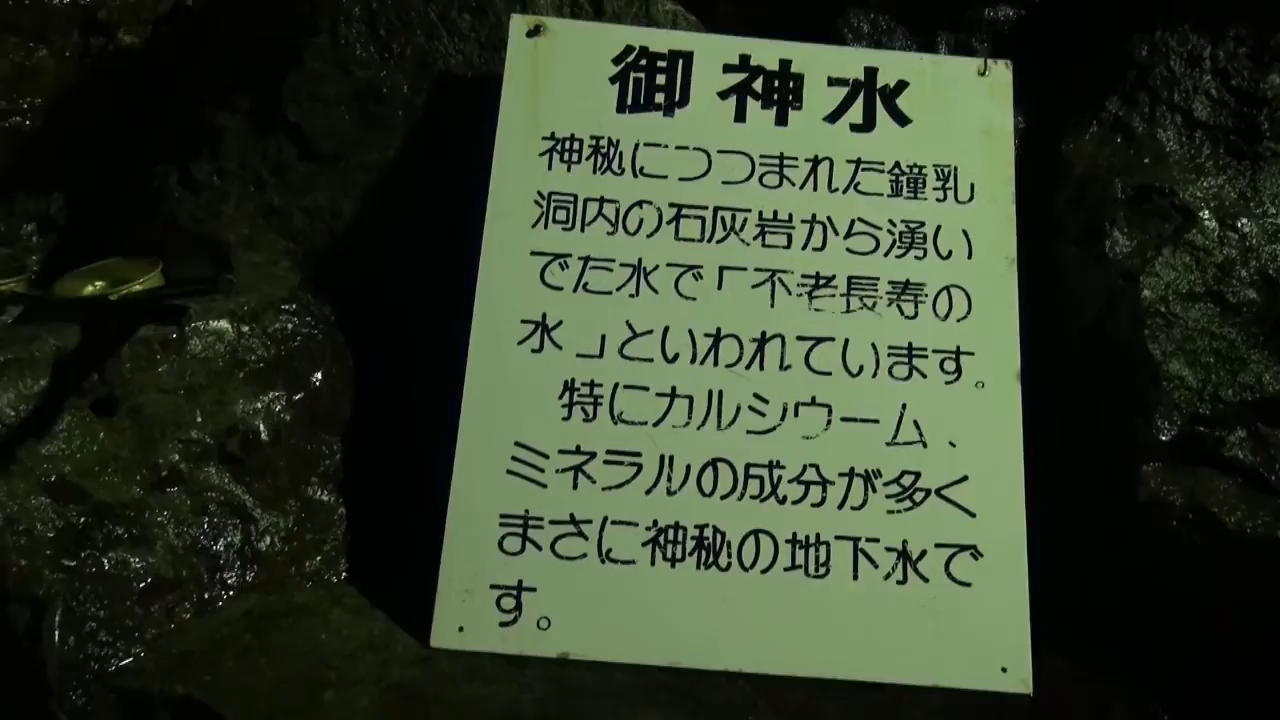 御神水
神秘につつまれた鐘乳
洞内の石灰岩から湧い
でた水で「不老長寿の
水」といわれています。
特にカルシウーム、
ミネラルの成分が多く
まさに神秘の地下水で
す。